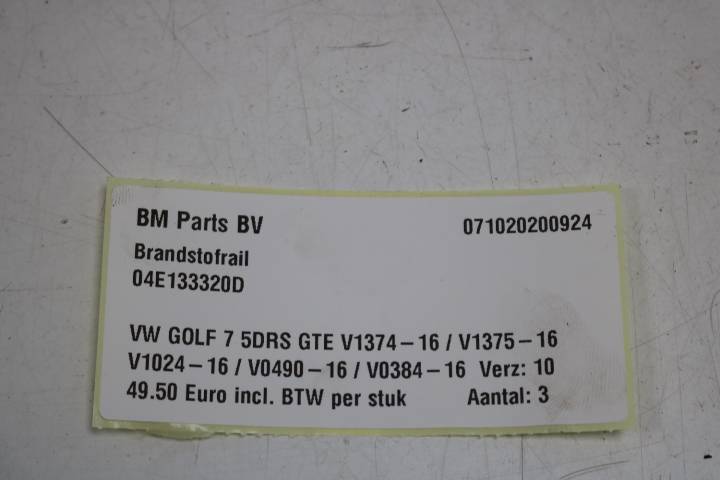 BM Parts BV 071020200924
Brandstofrail
04E133320D
VW GOLF 7 5DRS GTE V1374-16 / V1375-16
V1024-16 / V0490-16 / V0384-16 Verz: 10
49.50 Euro incl. BTW per stuk Aantal: 3